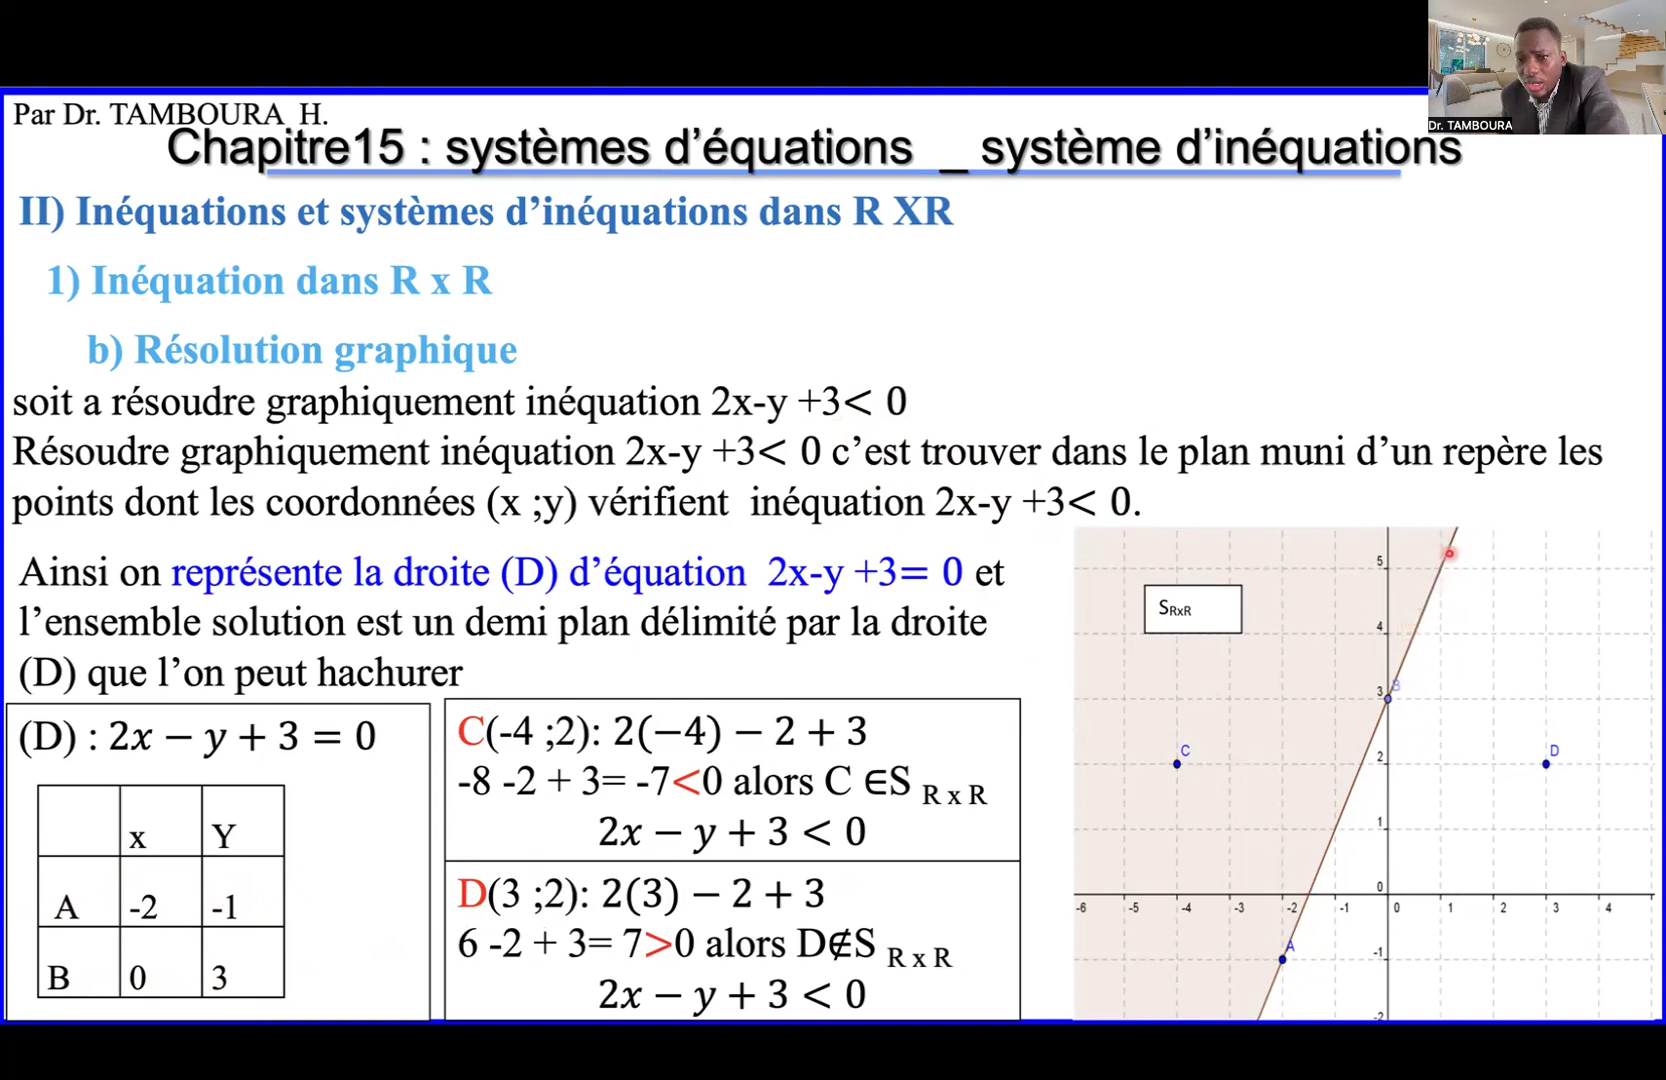 Par Dr. TAMBOURA H.
Dr. TAMBOURA
Chapitre15 : systèmes d'équations _ système d'inéquations
II) Inéquations et systèmes d'inéquations dans R XR
1) Inéquation dans R x R
b) Résolution graphique
soit a résoudre graphiquement inéquation 2x-y +3< 0
Résoudre graphiquement inéquation 2x-y +3< 0 c'est trouver dans le plan muni d'un repère les
points dont les coordonnées (x ;y) vérifient inéquation 2x-y +3< 0.
Ainsi on représente la droite (D) d'équation 2x-y +3= 0 et
l'ensemble solution est un demi plan délimité par la droite
(D) que l'on peut hachurer
(D) : 2x − y + 3 = 0
x Y
A -2 -1
B 0 3
C(-4 ;2): 2(−4) − 2 + 3
-8 -2 + 3= -7<0 alors C ∈S R x R
2x − y + 3 < 0
D(3 ;2): 2(3) − 2 + 3
6 -2 + 3= 7>0 alors D∉S R x R
2x − y + 3 < 0
5
SRxR
4
3 B
C D
2
1
0
-6 -5 -4 -3 -2 -1 0 1 2 3 4
A
-1
-2